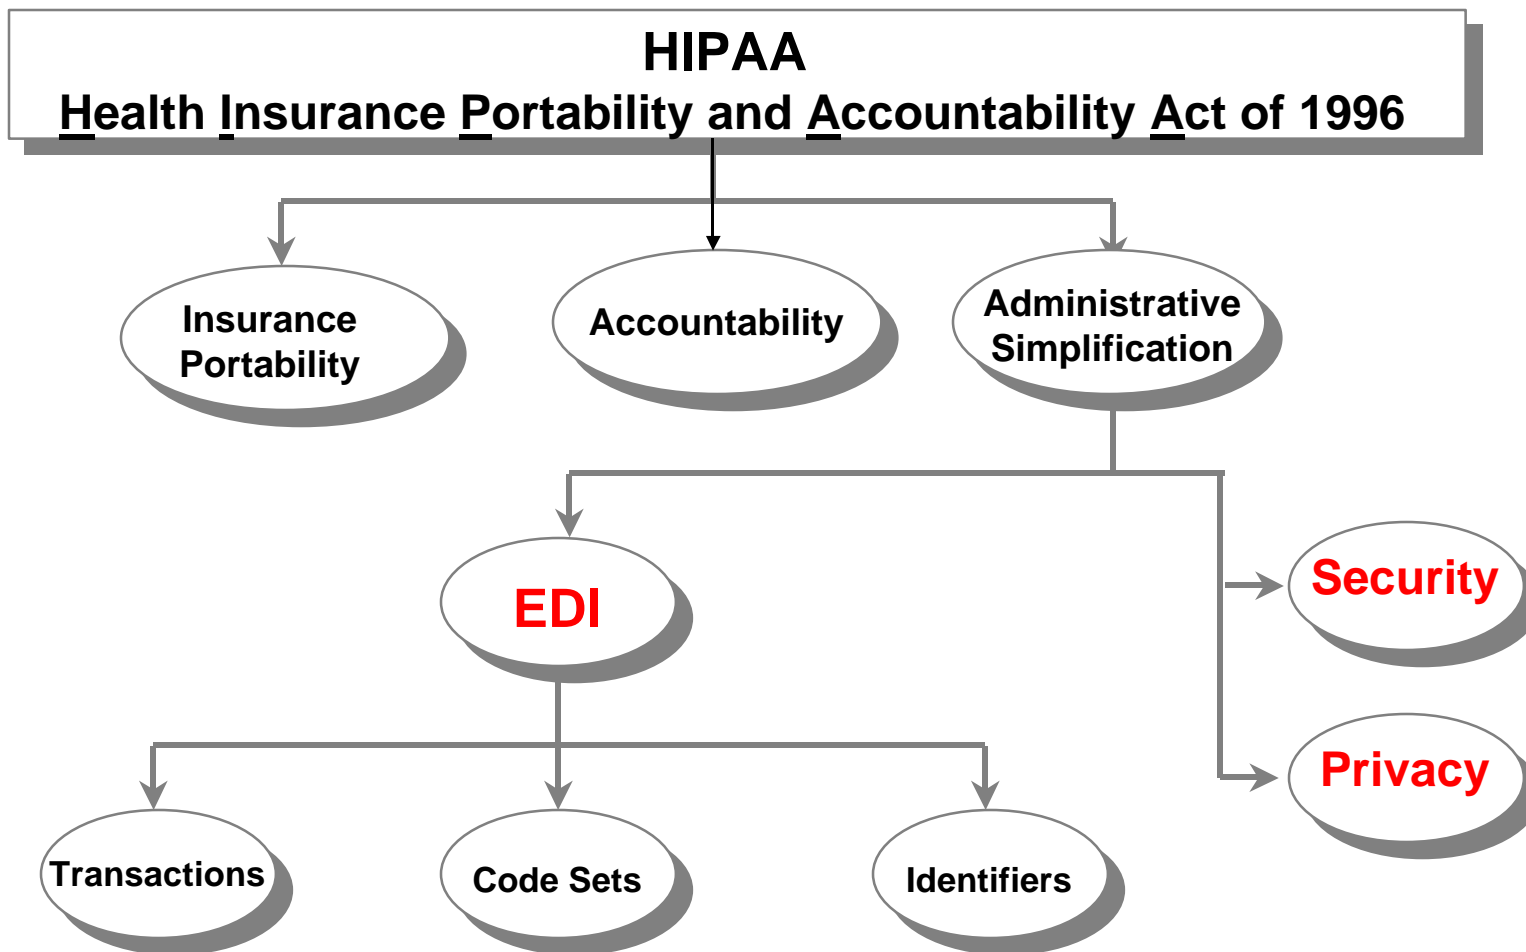 HIPAA
Health Insurance Portability and Accountability Act of 1996
Insurance
Portability
Accountability
Administrative
Simplification
EDI
Security
Privacy
Transactions
Code Sets
Identifiers